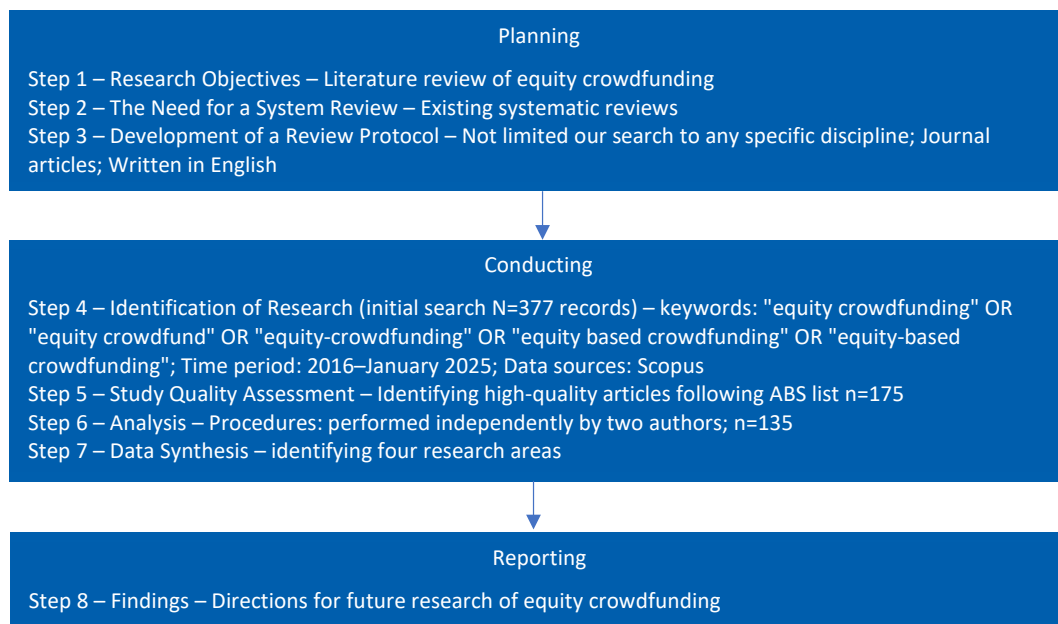 Planning
Step 1 – Research Objectives – Literature review of equity crowdfunding
Step 2 – The Need for a System Review – Existing systematic reviews
Step 3 – Development of a Review Protocol – Not limited our search to any specific discipline; Journal
articles; Written in English
Conducting
Step 4 – Identification of Research (initial search N=377 records) – keywords: "equity crowdfunding" OR
"equity crowdfund" OR "equity-crowdfunding" OR "equity based crowdfunding" OR "equity-based
crowdfunding"; Time period: 2016–January 2025; Data sources: Scopus
Step 5 – Study Quality Assessment – Identifying high-quality articles following ABS list n=175
Step 6 – Analysis – Procedures: performed independently by two authors; n=135
Step 7 – Data Synthesis – identifying four research areas
Reporting
Step 8 – Findings – Directions for future research of equity crowdfunding